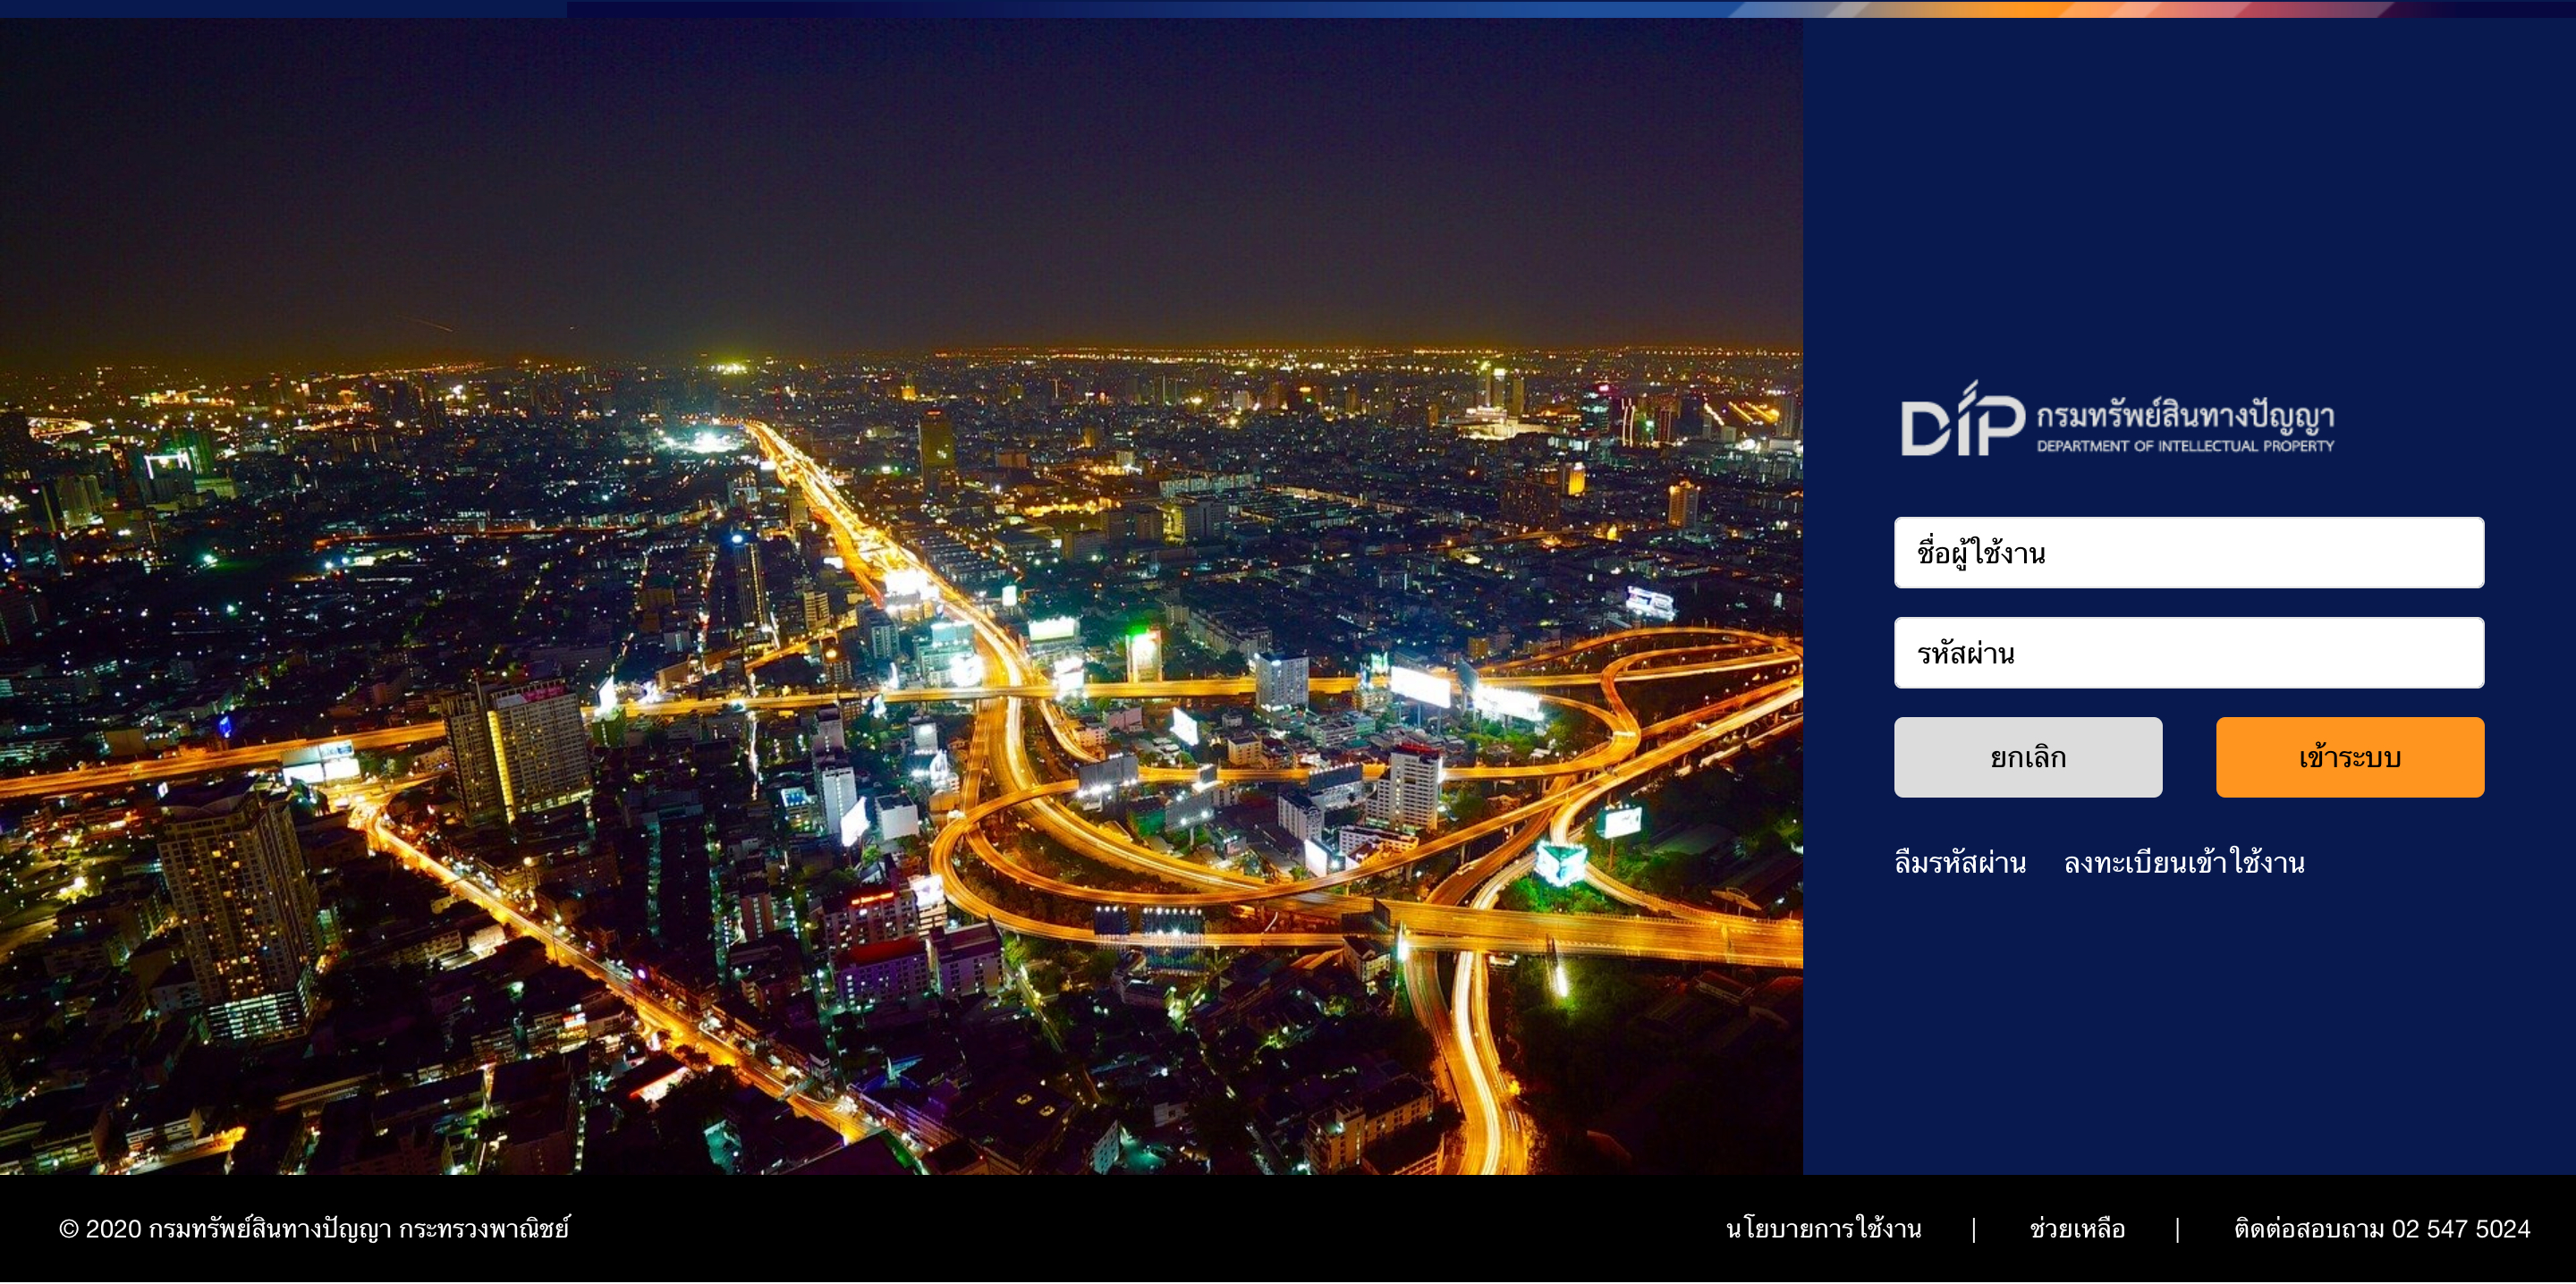 DIP กรมทรัพย์สินทางปัญญา
DEPARTMENT OF INTELLECTUAL PROPERTY
ชื่อผู้ใช้งาน
รหัสผ่าน
ยกเลิก เข้าระบบ
ลืมรหัสผ่าน ลงทะเบียนเข้าใช้งาน
© 2020 กรมทรัพย์สินทางปัญญา กระทรวงพาณิชย์ นโยบายการใช้งาน | ช่วยเหลือ | ติดต่อสอบถาม 02 547 5024